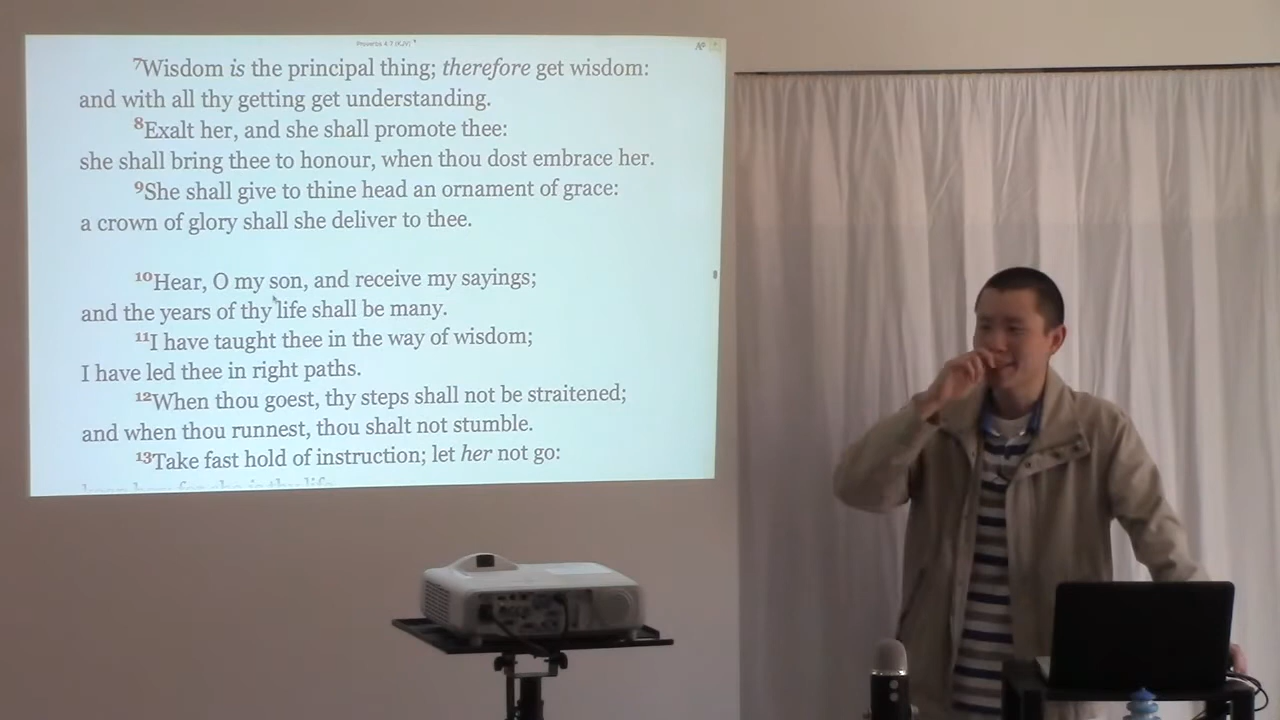 Proverbs 4:7 (KJV)
7Wisdom is the principal thing; therefore get wisdom:
and with all thy getting get understanding.
8Exalt her, and she shall promote thee:
she shall bring thee to honour, when thou dost embrace her.
9She shall give to thine head an ornament of grace:
a crown of glory shall she deliver to thee.
10Hear, O my son, and receive my sayings;
and the years of thy life shall be many.
11I have taught thee in the way of wisdom;
I have led thee in right paths.
12When thou goest, thy steps shall not be straitened;
and when thou runnest, thou shalt not stumble.
13Take fast hold of instruction; let her not go: